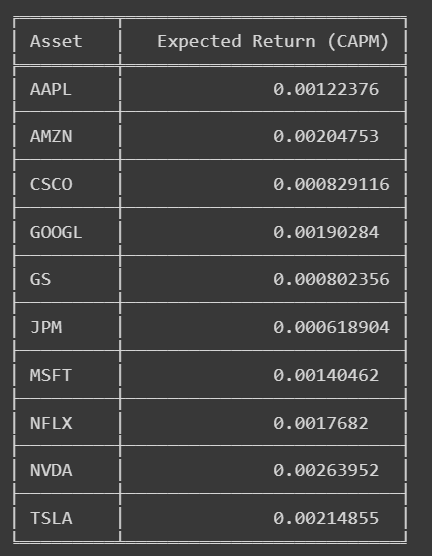 Asset Expected Return (CAPM)
AAPL 0.00122376
AMZN 0.00204753
CSCO 0.000829116
GOOGL 0.00190284
GS 0.000802356
JPM 0.000618904
MSFT 0.00140462
NFLX 0.0017682
NVDA 0.00263952
TSLA 0.00214855